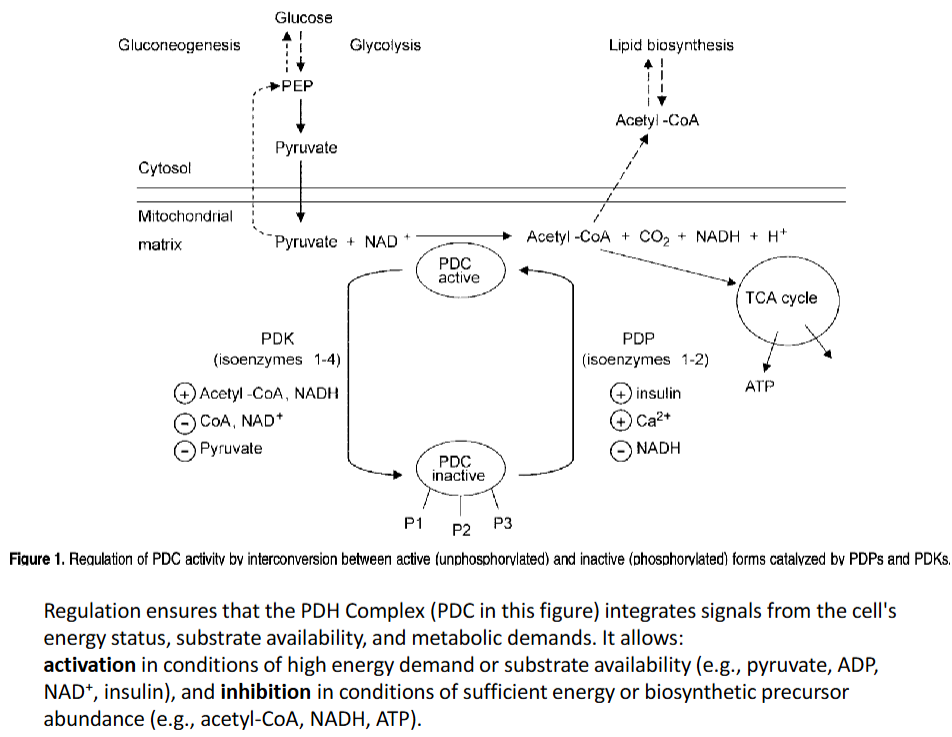 Glucose
Gluconeogenesis
Glycolysis
Lipid biosynthesis
PEP
Acetyl -CoA
Pyruvate
Cytosol
Mitochondrial
matrix
Pyruvate + NAD +
Acetyl -CoA + CO₂ + NADH + H⁺
PDC
active
TCA cycle
ATP
PDK
(isoenzymes 1-4)
+ Acetyl -CoA, NADH
− CoA, NAD⁺
− Pyruvate
PDP
(isoenzymes 1-2)
+ insulin
+ Ca²⁺
− NADH
PDC
inactive
P1
P2
P3
Figure 1. Regulation of PDC activity by interconversion between active (unphosphorylated) and inactive (phosphorylated) forms catalyzed by PDPs and PDKs.
Regulation ensures that the PDH Complex (PDC in this figure) integrates signals from the cell's
energy status, substrate availability, and metabolic demands. It allows:
activation in conditions of high energy demand or substrate availability (e.g., pyruvate, ADP,
NAD⁺, insulin), and inhibition in conditions of sufficient energy or biosynthetic precursor
abundance (e.g., acetyl-CoA, NADH, ATP).